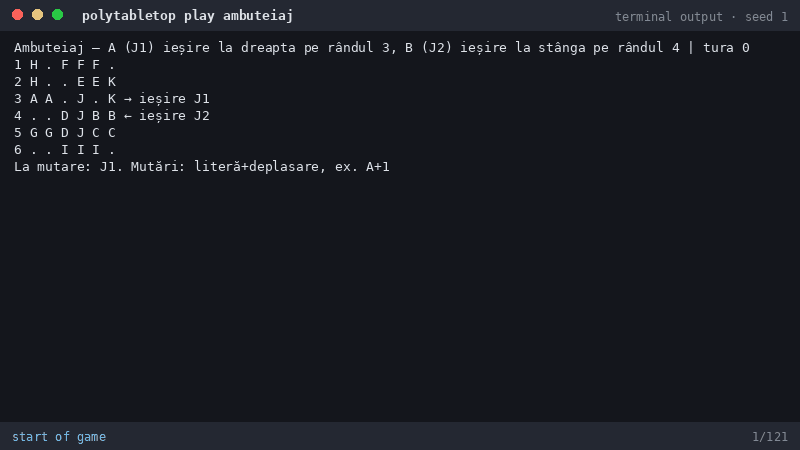 polytabletop play ambuteiaj
terminal output · seed 1
Ambuteiaj — A (J1) ieșire la dreapta pe rândul 3, B (J2) ieșire la stânga pe rândul 4 | tura 0
1 H . F F F .
2 H . . E E K
3 A A . J . K → ieșire J1
4 . . D J B B ← ieșire J2
5 G G D J C C
6 . . I I I .
La mutare: J1. Mutări: literă+deplasare, ex. A+1
start of game
1/121